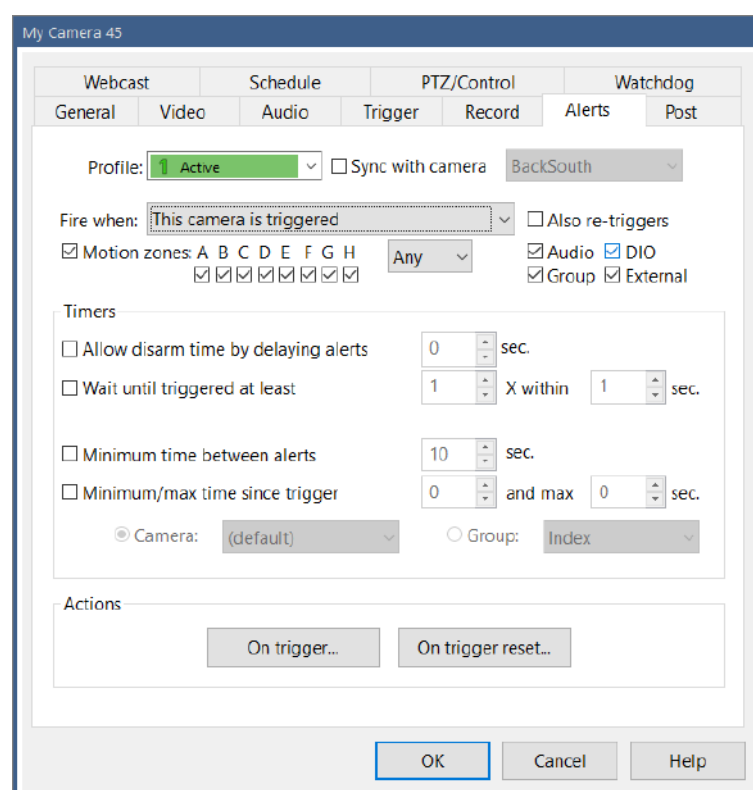 My Camera 45
Webcast Schedule PTZ/Control Watchdog
General Video Audio Trigger Record Alerts Post
Profile: 1 Active Sync with camera BackSouth
Fire when: This camera is triggered Also re-triggers
Motion zones: A B C D E F G H Any Audio DIO
Group External
Timers
Allow disarm time by delaying alerts 0 sec.
Wait until triggered at least 1 X within 1 sec.
Minimum time between alerts 10 sec.
Minimum/max time since trigger 0 and max 0 sec.
Camera: (default) Group: Index
Actions
On trigger... On trigger reset...
OK Cancel Help